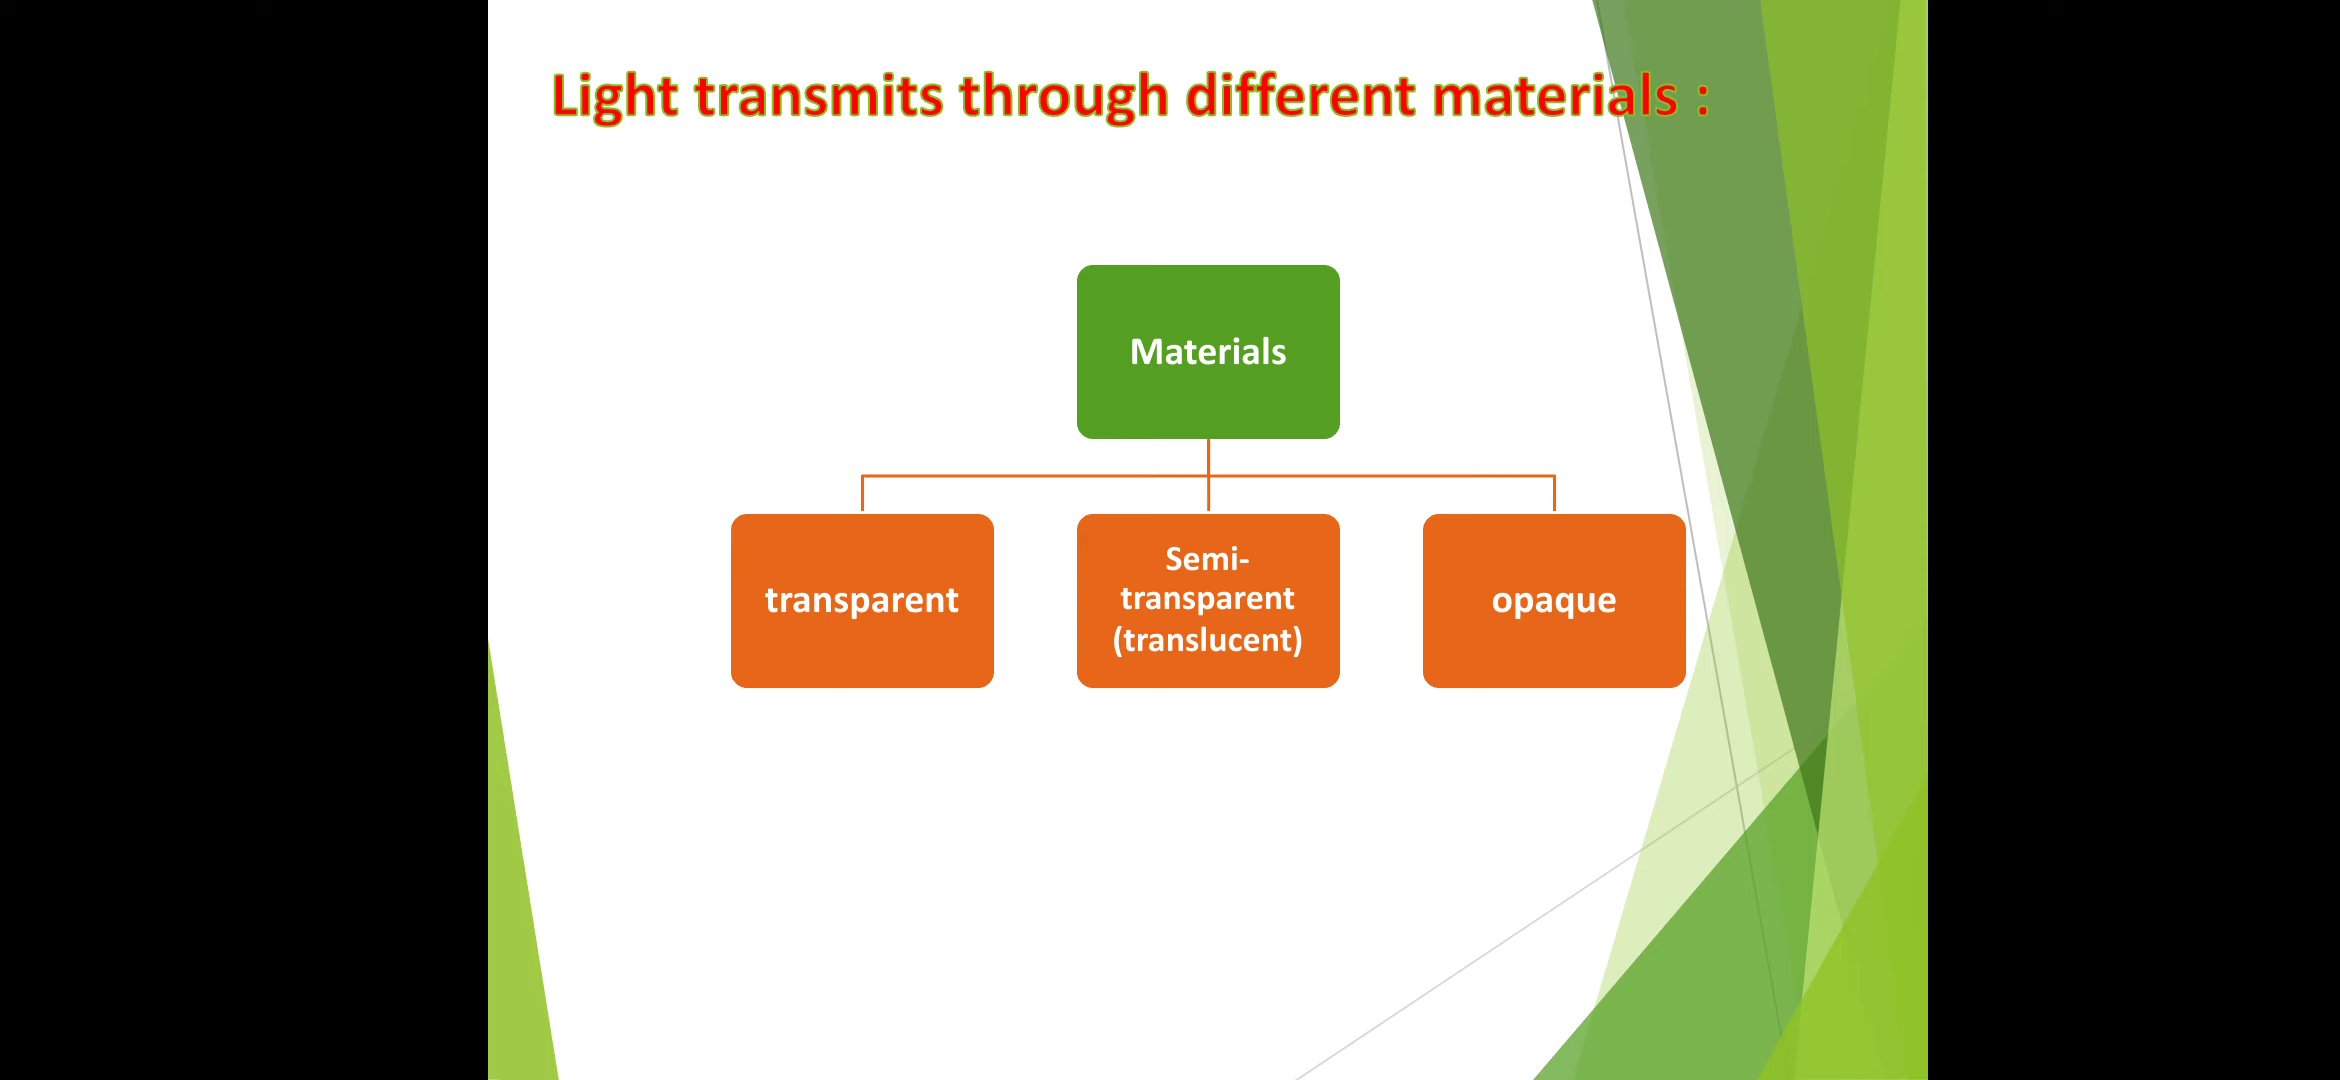 Light transmits through different materials :
Materials
transparent
Semi-
transparent
(translucent)
opaque